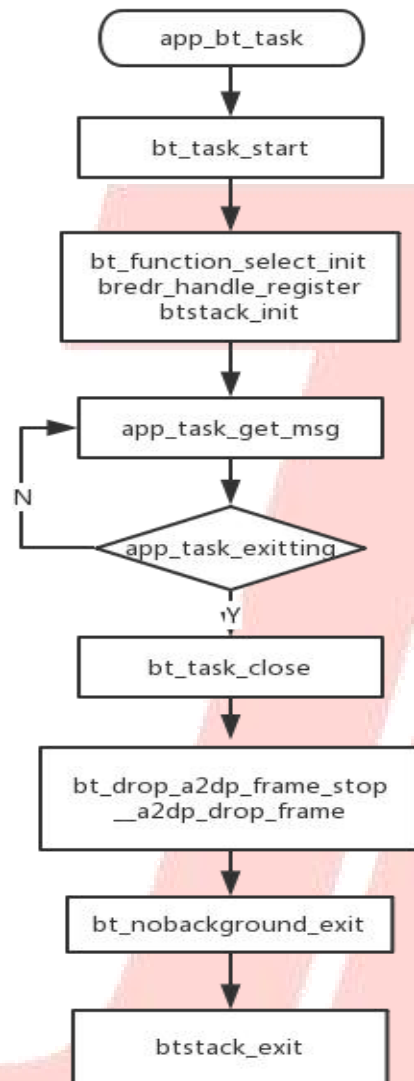 app_bt_task
bt_task_start
bt_function_select_init
bredr_handle_register
btstack_init
app_task_get_msg
N
app_task_exitting
Y
bt_task_close
bt_drop_a2dp_frame_stop
__a2dp_drop_frame
bt_nobackground_exit
btstack_exit